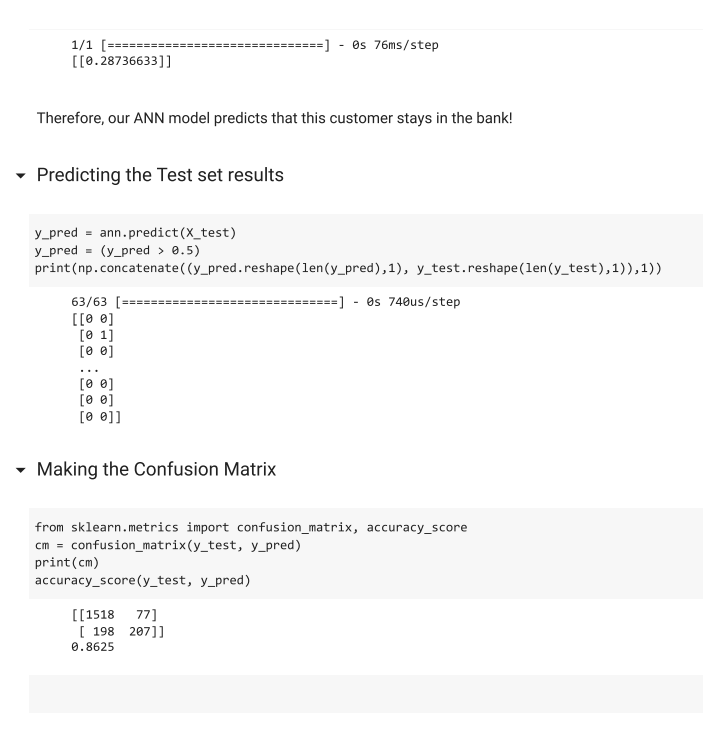 1/1 [==============================] - 0s 76ms/step
[[0.28736633]]
Therefore, our ANN model predicts that this customer stays in the bank!
Predicting the Test set results
y_pred = ann.predict(X_test)
y_pred = (y_pred > 0.5)
print(np.concatenate((y_pred.reshape(len(y_pred),1), y_test.reshape(len(y_test),1)),1))
63/63 [==============================] - 0s 740us/step
[[0 0]
[0 1]
[0 0]
...
[0 0]
[0 0]
[0 0]]
Making the Confusion Matrix
from sklearn.metrics import confusion_matrix, accuracy_score
cm = confusion_matrix(y_test, y_pred)
print(cm)
accuracy_score(y_test, y_pred)
[[1518   77]
[ 198  207]]
0.8625